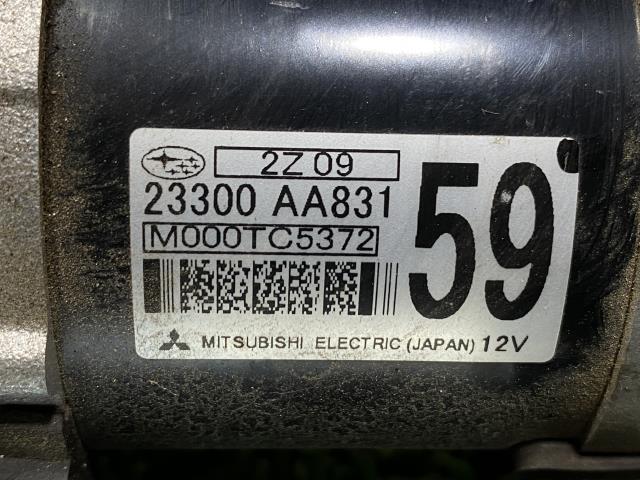 2Z 09
23300 AA831
M000TC5372
59
MITSUBISHI ELECTRIC (JAPAN) 12V